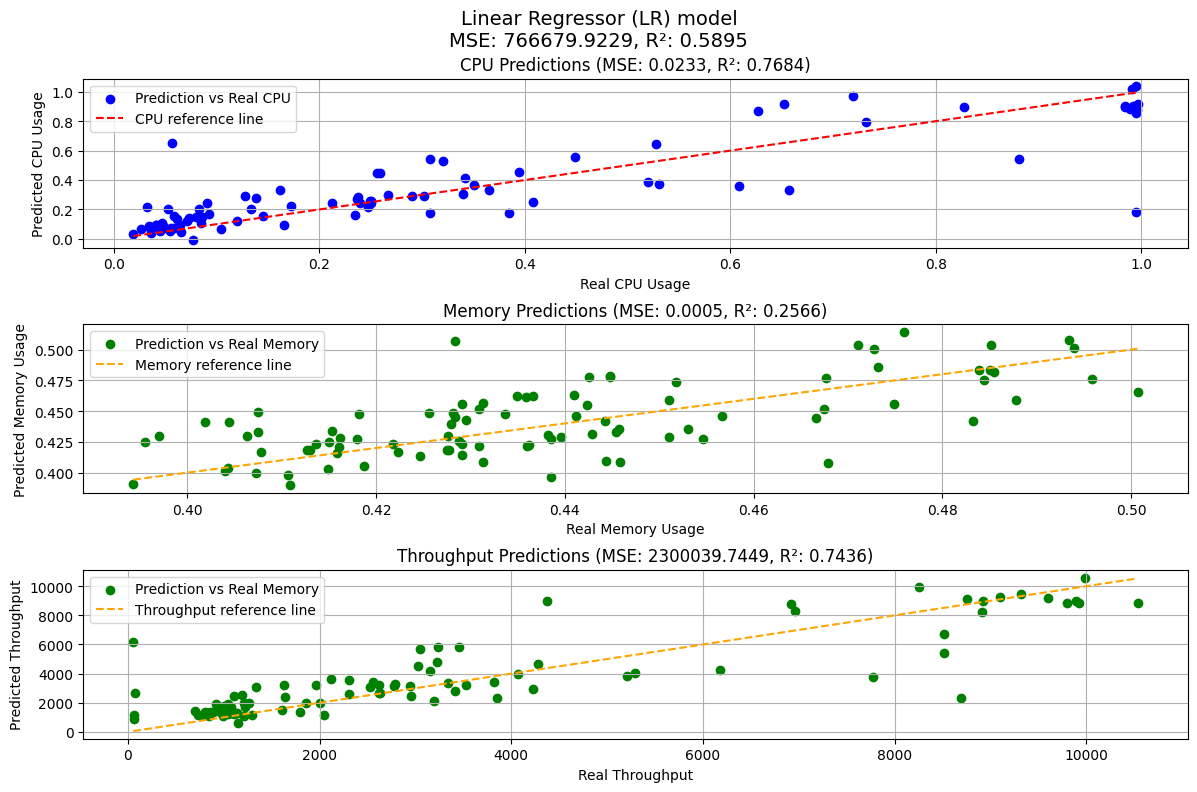 Linear Regressor (LR) model
MSE: 766679.9229, R²: 0.5895
CPU Predictions (MSE: 0.0233, R²: 0.7684)
Prediction vs Real CPU
CPU reference line
Predicted CPU Usage
1.0
0.8
0.6
0.4
0.2
0.0
0.0 0.2 0.4 0.6 0.8 1.0
Real CPU Usage
Memory Predictions (MSE: 0.0005, R²: 0.2566)
Prediction vs Real Memory
Memory reference line
Predicted Memory Usage
0.500
0.475
0.450
0.425
0.400
0.40 0.42 0.44 0.46 0.48 0.50
Real Memory Usage
Throughput Predictions (MSE: 2300039.7449, R²: 0.7436)
Prediction vs Real Memory
Throughput reference line
Predicted Throughput
10000
8000
6000
4000
2000
0
0 2000 4000 6000 8000 10000
Real Throughput